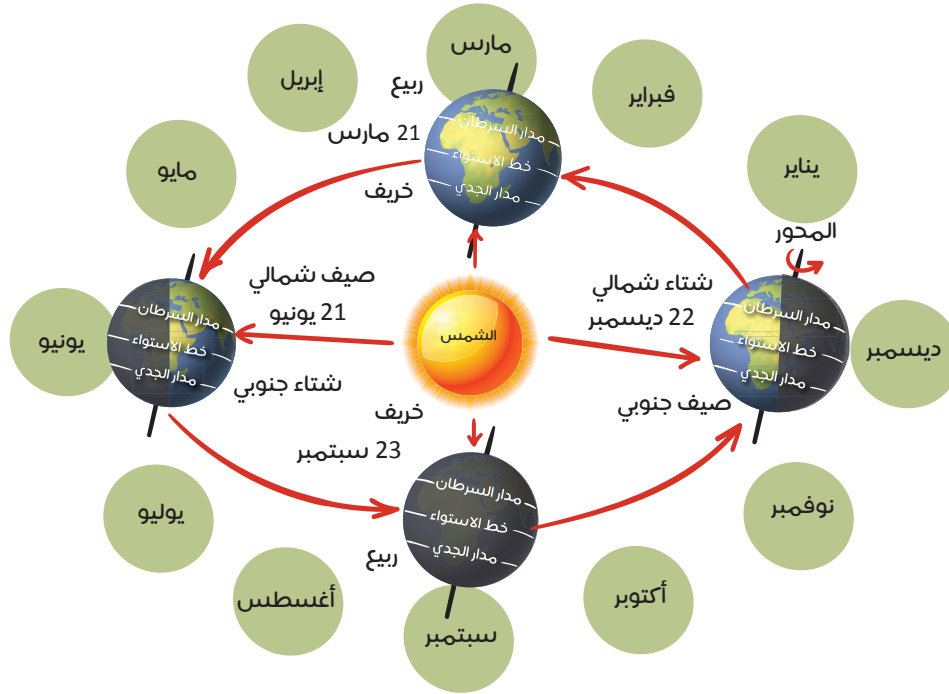 مارس
إبريل
فبراير
ربيع
21 مارس
خريف
مدار السرطان
خط الاستواء
مدار الجدي
مايو
يناير
المحور
صيف شمالي
21 يونيو
شتاء جنوبي
شتاء شمالي
22 ديسمبر
صيف جنوبي
الشمس
يونيو
مدار السرطان
خط الاستواء
مدار الجدي
مدار السرطان
خط الاستواء
مدار الجدي
ديسمبر
خريف
23 سبتمبر
ربيع
مدار السرطان
خط الاستواء
مدار الجدي
يوليو
نوفمبر
أغسطس
أكتوبر
سبتمبر